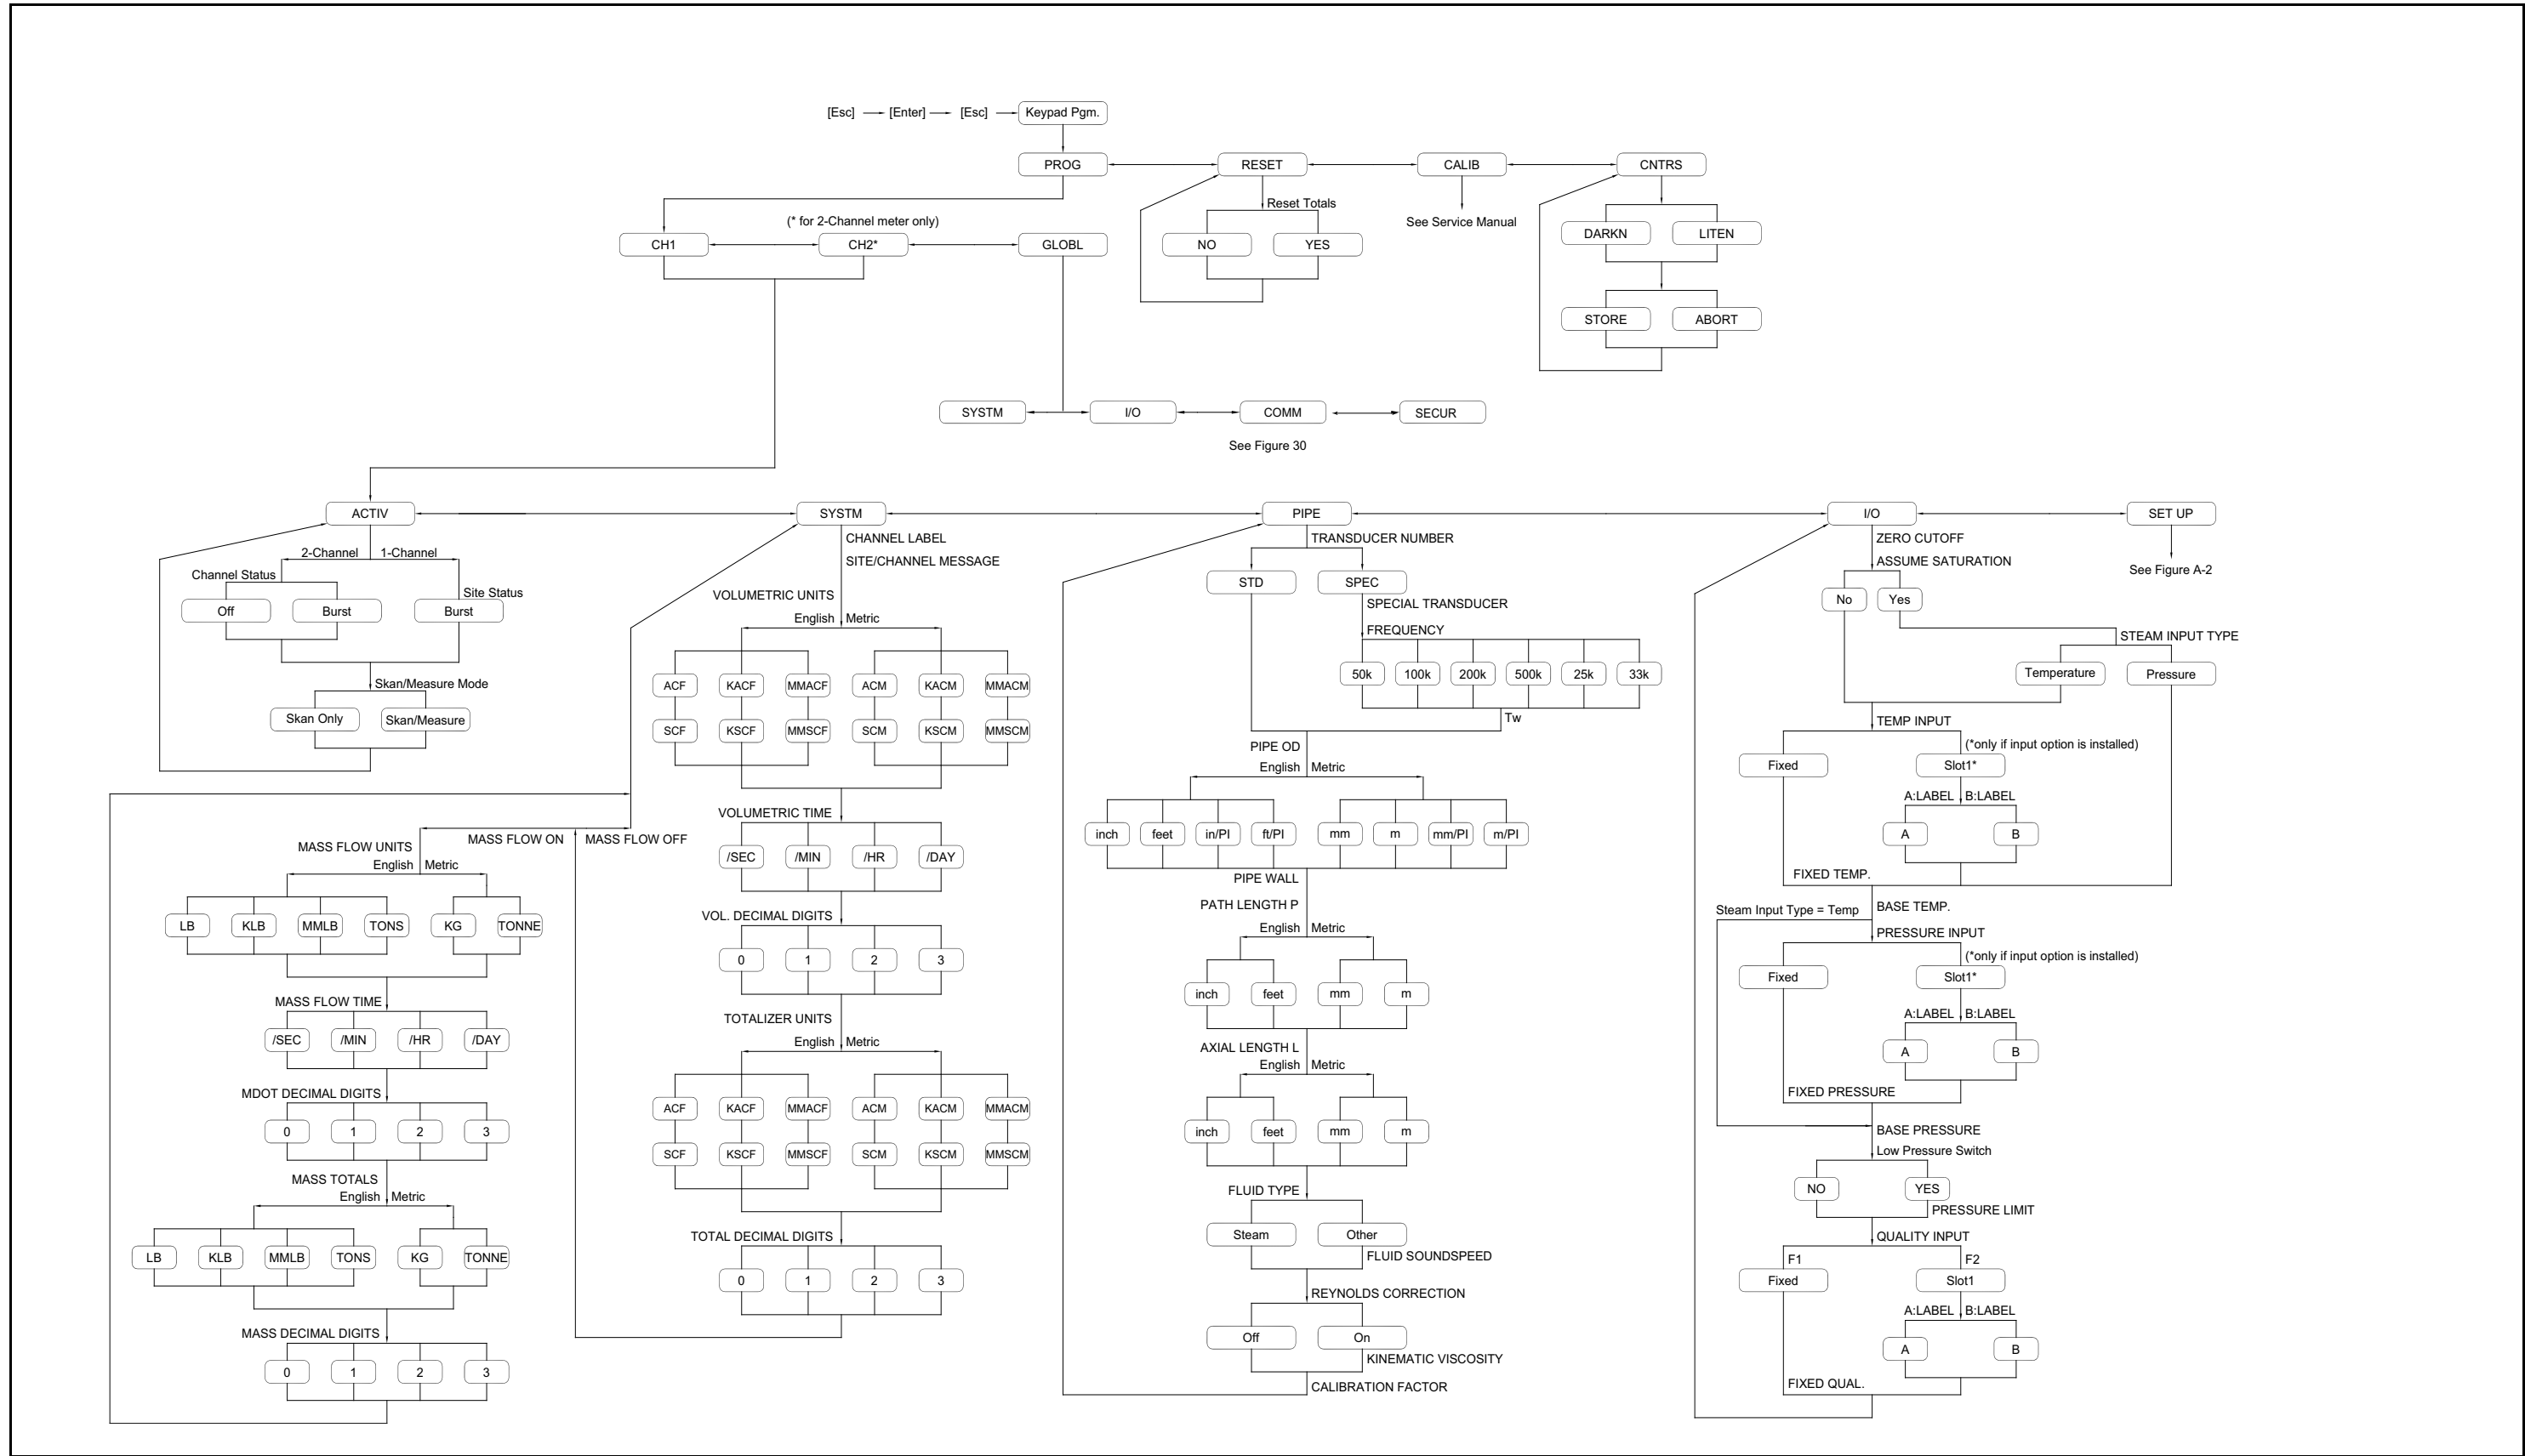 [Esc] [Enter] [Esc] Keypad Pgm.
PROG RESET CALIB CNTRS
Reset Totals
See Service Manual
(* for 2-Channel meter only)
CH1 CH2* GLOBL
NO YES
DARKN LITEN
STORE ABORT
SYSTM I/O COMM SECUR
See Figure 30
ACTIV SYSTM PIPE I/O SET UP
See Figure A-2
2-Channel 1-Channel
Channel Status
Site Status
Off Burst Burst
Skan/Measure Mode
Skan Only Skan/Measure
MASS FLOW ON MASS FLOW OFF
MASS FLOW UNITS
English Metric
LB KLB MMLB TONS KG TONNE
MASS FLOW TIME
/SEC /MIN /HR /DAY
MDOT DECIMAL DIGITS
0 1 2 3
MASS TOTALS
English Metric
LB KLB MMLB TONS KG TONNE
MASS DECIMAL DIGITS
0 1 2 3
CHANNEL LABEL
SITE/CHANNEL MESSAGE
VOLUMETRIC UNITS
English Metric
ACF KACF MMACF ACM KACM MMACM
SCF KSCF MMSCF SCM KSCM MMSCM
VOLUMETRIC TIME
/SEC /MIN /HR /DAY
VOL. DECIMAL DIGITS
0 1 2 3
TOTALIZER UNITS
English Metric
ACF KACF MMACF ACM KACM MMACM
SCF KSCF MMSCF SCM KSCM MMSCM
TOTAL DECIMAL DIGITS
0 1 2 3
TRANSDUCER NUMBER
STD SPEC
SPECIAL TRANSDUCER
FREQUENCY
50k 100k 200k 500k 25k 33k
Tw
PIPE OD
English Metric
inch feet in/PI ft/PI mm m mm/PI m/PI
PIPE WALL
PATH LENGTH P
English Metric
inch feet mm m
AXIAL LENGTH L
English Metric
inch feet mm m
FLUID TYPE
Steam Other
FLUID SOUNDSPEED
REYNOLDS CORRECTION
Off On
KINEMATIC VISCOSITY
CALIBRATION FACTOR
ZERO CUTOFF
ASSUME SATURATION
No Yes
STEAM INPUT TYPE
Temperature Pressure
TEMP INPUT
(*only if input option is installed)
Fixed Slot1*
A:LABEL B:LABEL
A B
FIXED TEMP.
BASE TEMP.
Steam Input Type = Temp
PRESSURE INPUT
(*only if input option is installed)
Fixed Slot1*
A:LABEL B:LABEL
A B
FIXED PRESSURE
BASE PRESSURE
Low Pressure Switch
NO YES
PRESSURE LIMIT
QUALITY INPUT
F1 F2
Fixed Slot1
A:LABEL B:LABEL
A B
FIXED QUAL.